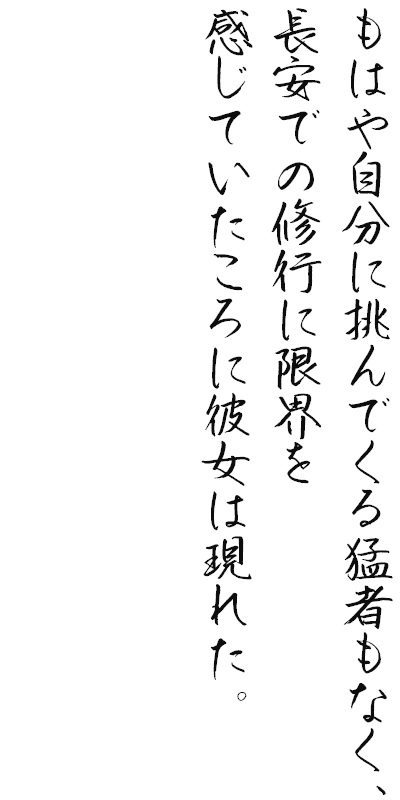 もはや自分に挑んでくる猛者もなく、
長安での修行に限界を
感じていたころに彼女は現れた。